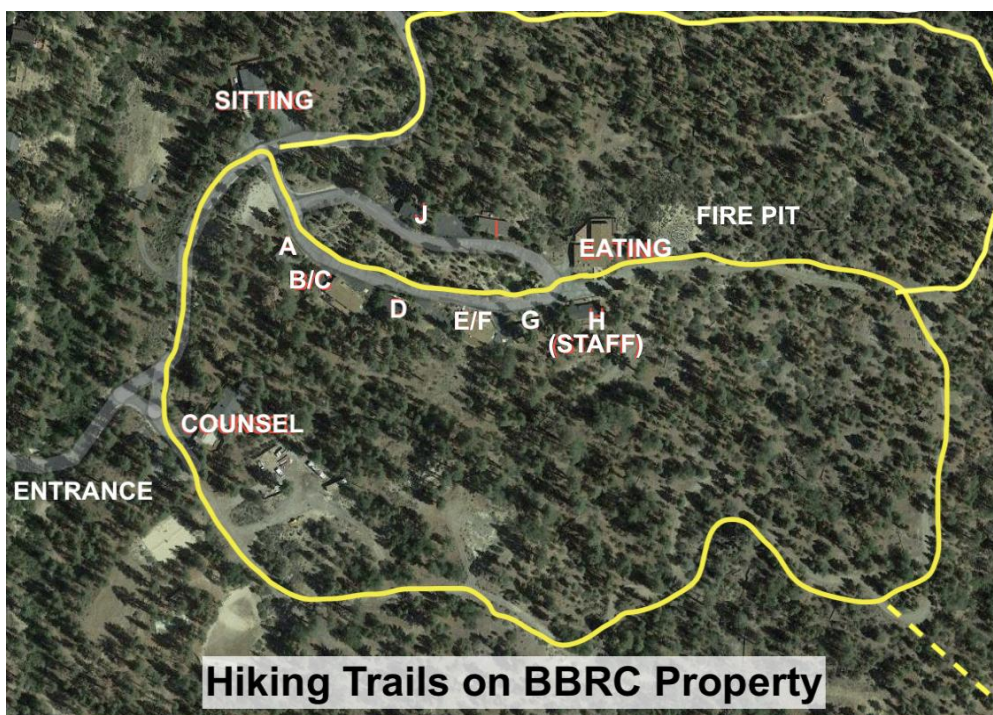 SITTING
J
I
FIRE PIT
EATING
A
B/C
D
E/F
G
H
(STAFF)
COUNSEL
ENTRANCE
Hiking Trails on BBRC Property